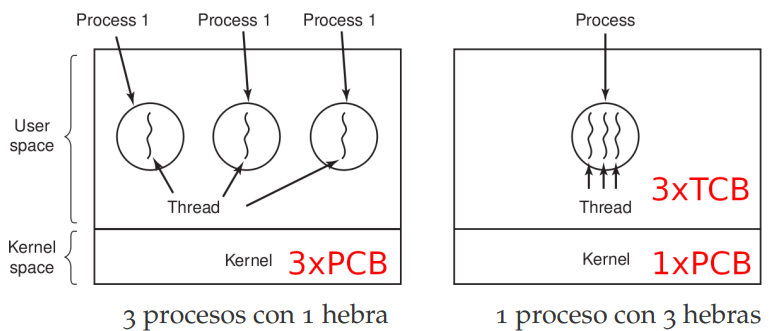 Process 1 Process 1 Process 1
Process
User
space
Thread
Thread
3xTCB
Kernel
space
Kernel
3xPCB
Kernel
1xPCB
3 procesos con 1 hebra
1 proceso con 3 hebras